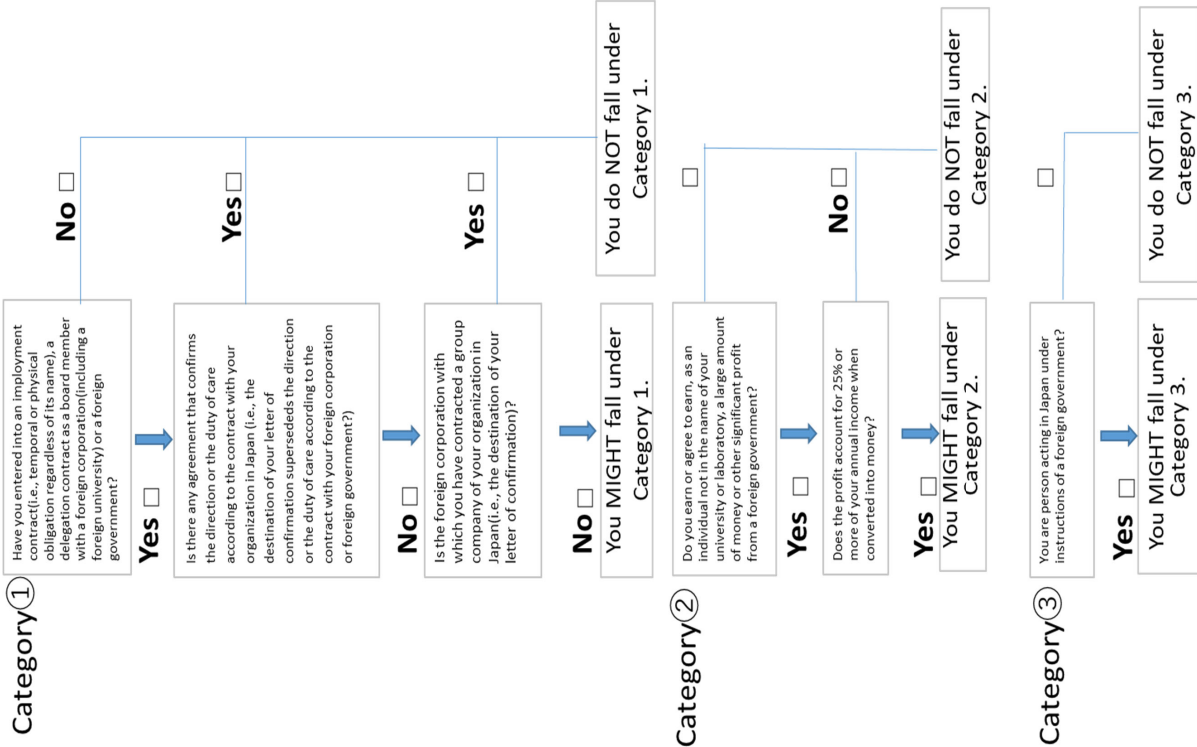 Category①
Have you entered into an imployment
contract(i.e., temporal or physical
obligation regardless of its name), a
delegation contract as a board member
with a foreign corporation(including a
foreign university) or a foreign
government?
No □
Yes □
Is there any agreement that confirms
the direction or the duty of care
according to the contract with your
organization in Japan (i.e., the
destination of your letter of
confirmation superseded the direction
or the duty of care according to the
contract with your foreign corporation
or foreign government?)
Yes □
No □
Is the foreign corporation with
which you have contracted a group
company of your organization in
Japan(i.e., the destination of your
letter of confirmation)?
Yes □
No □
You MIGHT fall under
Category 1.
You do NOT fall under
Category 1.
Category②
Do you earn or agree to earn, as an
individual not in the name of your
university or laboratory, a large amount
of money or other significant profit
from a foreign government?
□
Yes □
Does the profit account for 25% or
more of your annual income when
converted into money?
No □
Yes □
You MIGHT fall under
Category 2.
You do NOT fall under
Category 2.
Category③
You are person acting in Japan under
instructions of a foreign government?
□
Yes □
You MIGHT fall under
Category 3.
You do NOT fall under
Category 3.